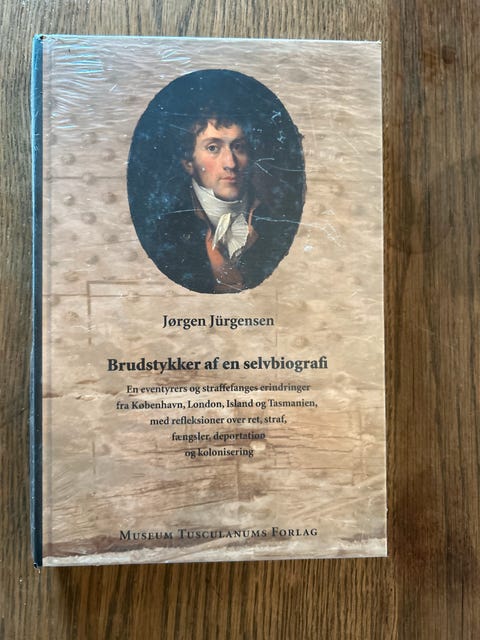 Jørgen Jürgensen
Brudstykker af en selvbiografi
En eventyrers og straffefanges erindringer
fra København, London, Island og Tasmanien,
med refleksioner over ret, straf,
fængsler, deportation
og kolonisering
Museum Tusculanums Forlag